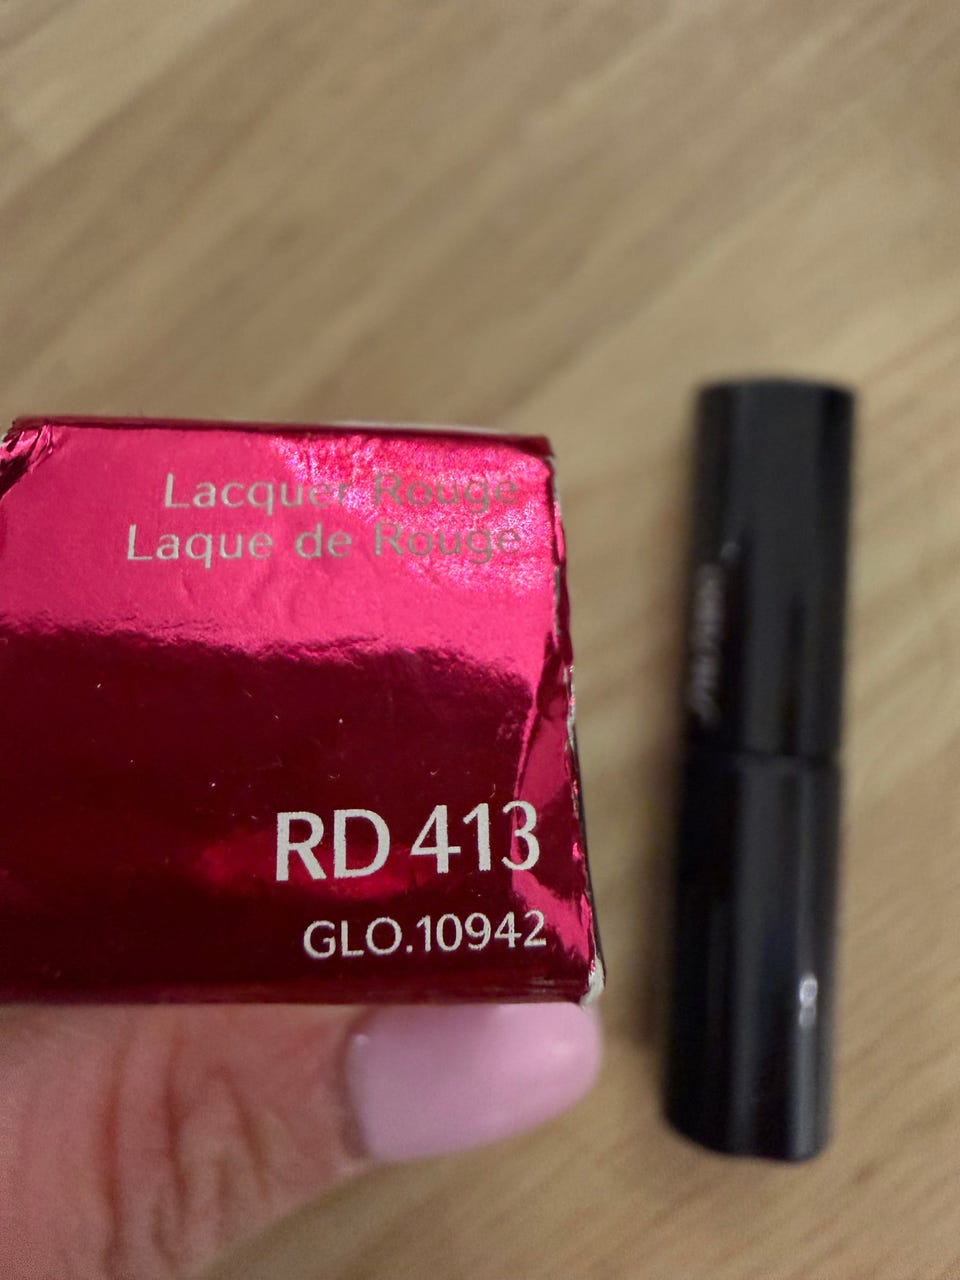 Lacquer Rouge
Laque de Rouge
RD 413
GLO.10942